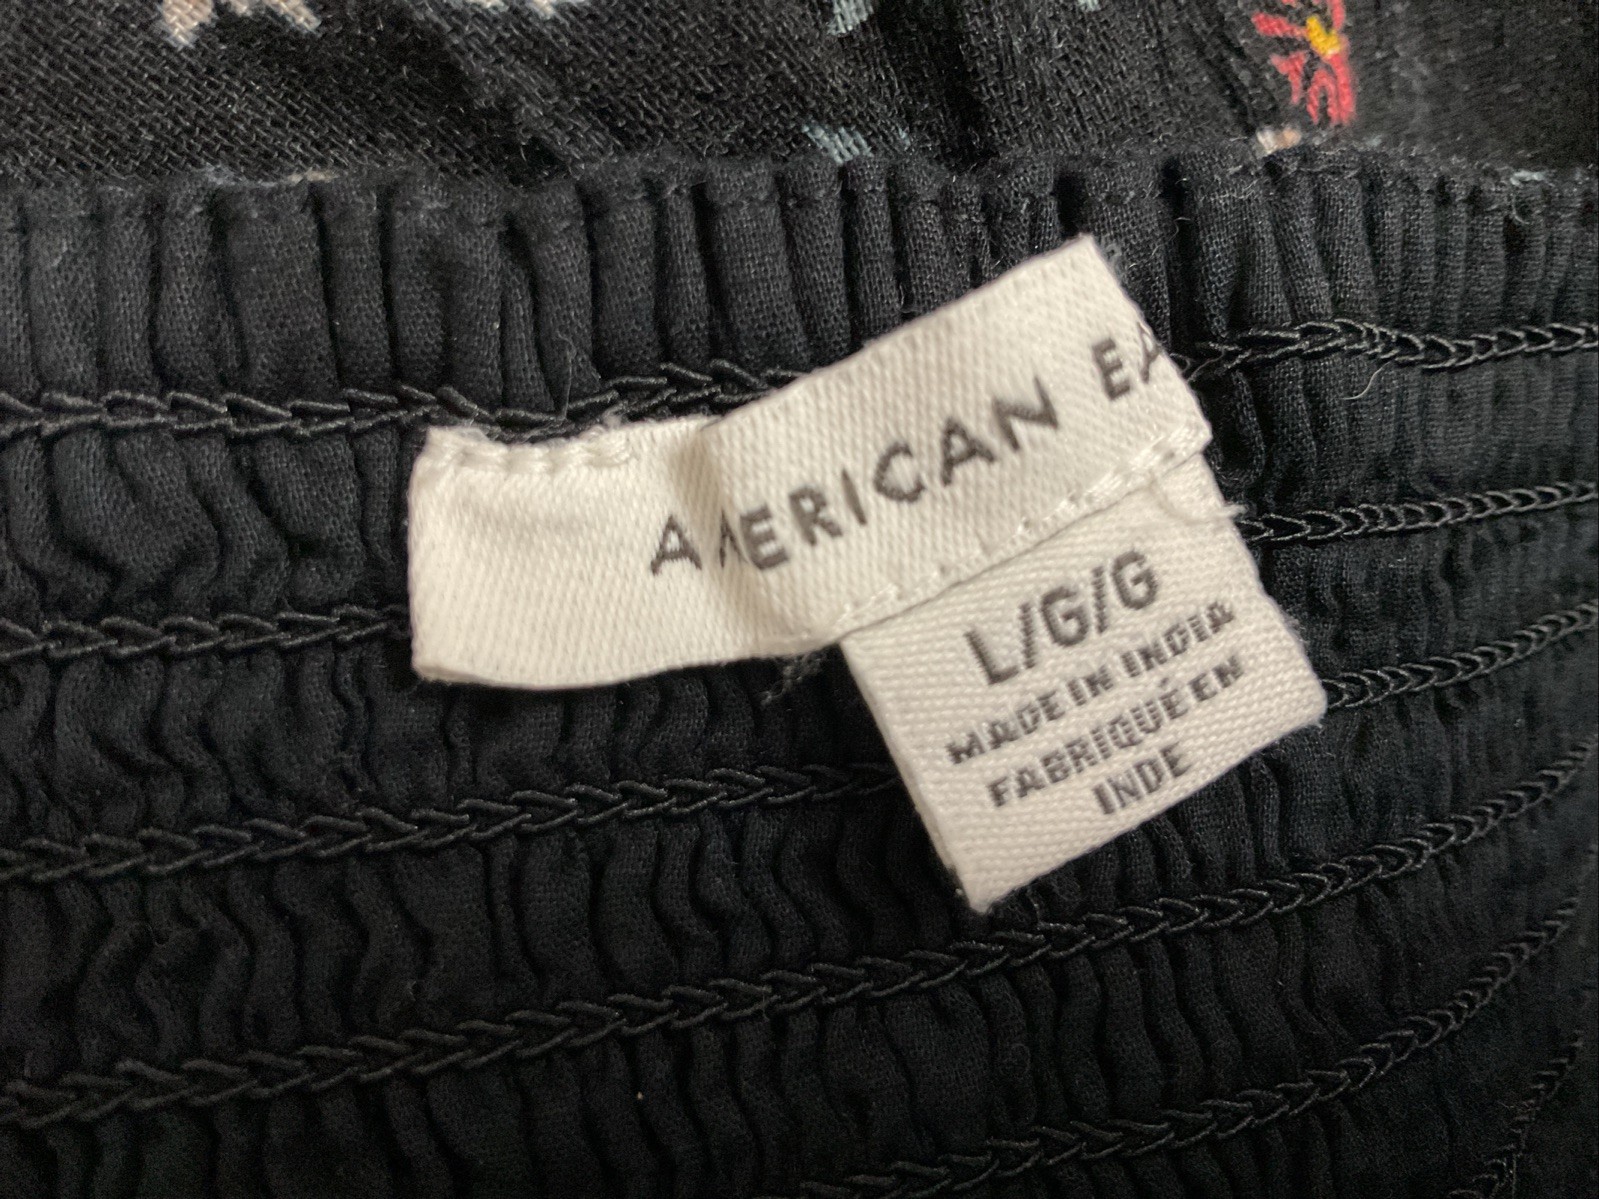 AMERICAN EA
L/G/G
MADE IN INDIA
FABRIQUÉ EN
INDE